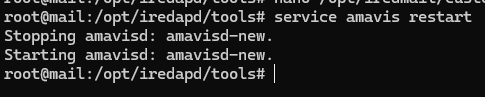 root@mail:/opt/iredapd/tools# service amavis restart
Stopping amavisd: amavisd-new.
Starting amavisd: amavisd-new.
root@mail:/opt/iredapd/tools#